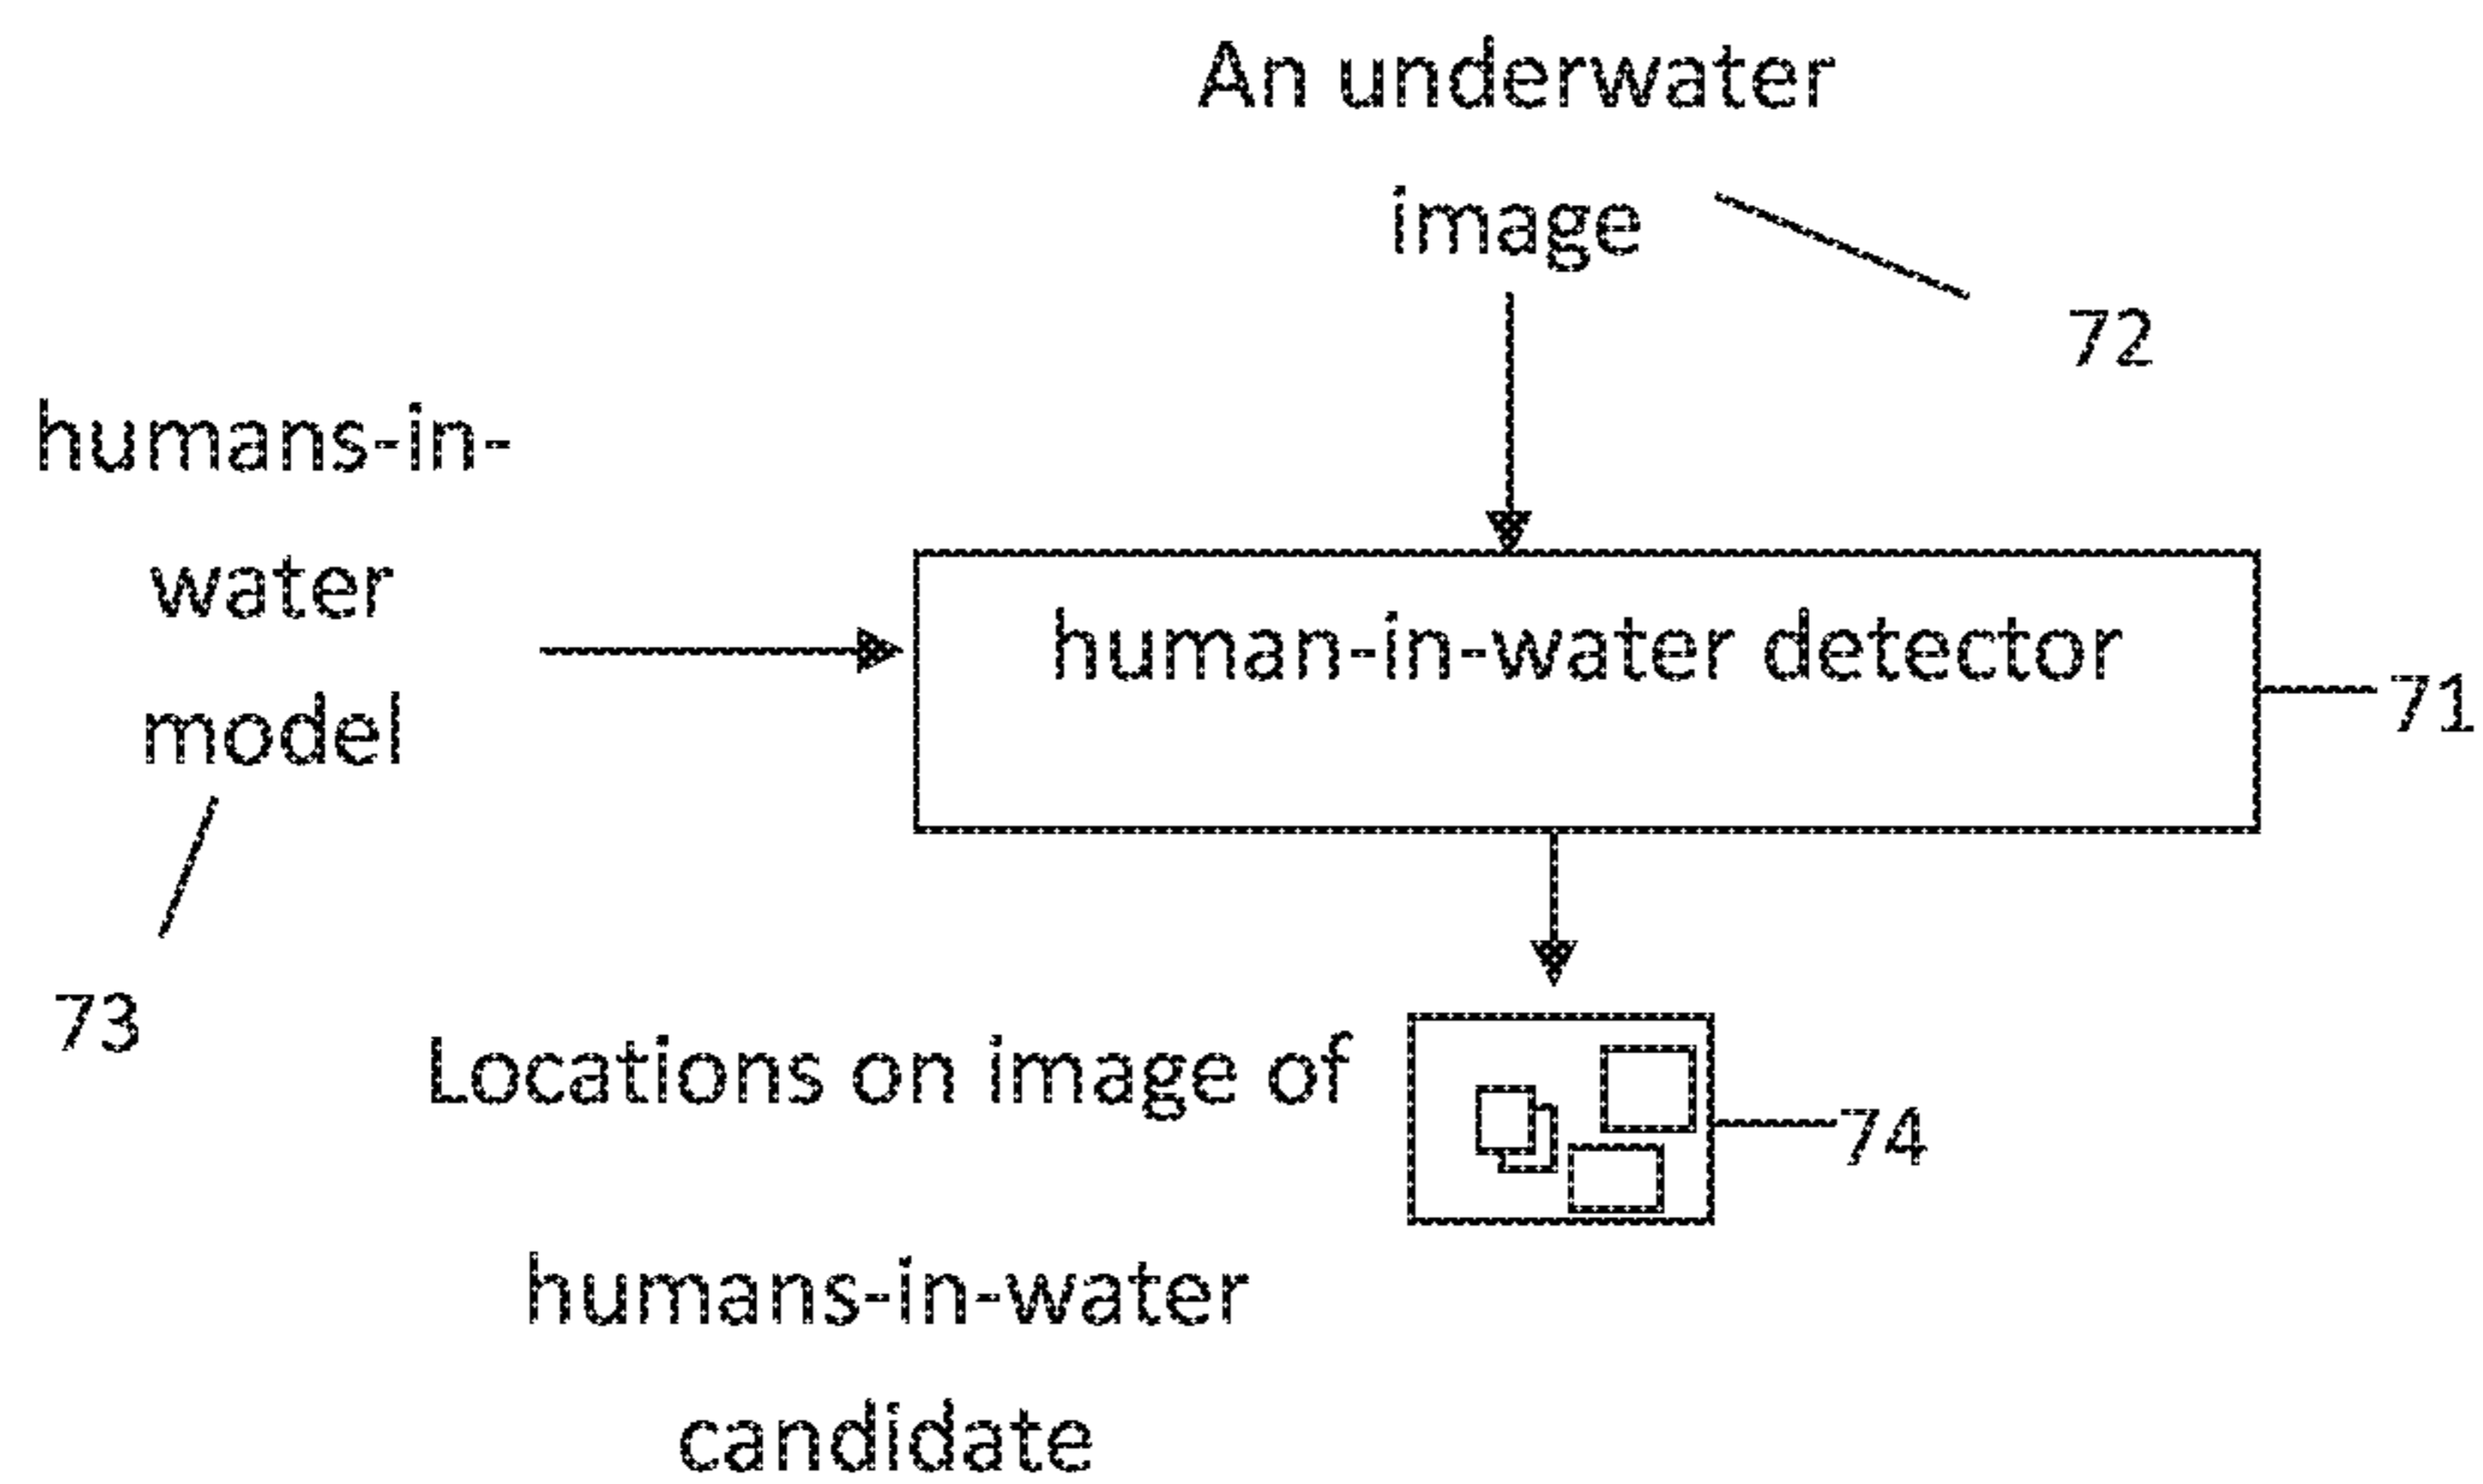 An underwater
image
72
humans-in-
water
model
73
human-in-water detector
71
Locations on image of
humans-in-water
candidate
74